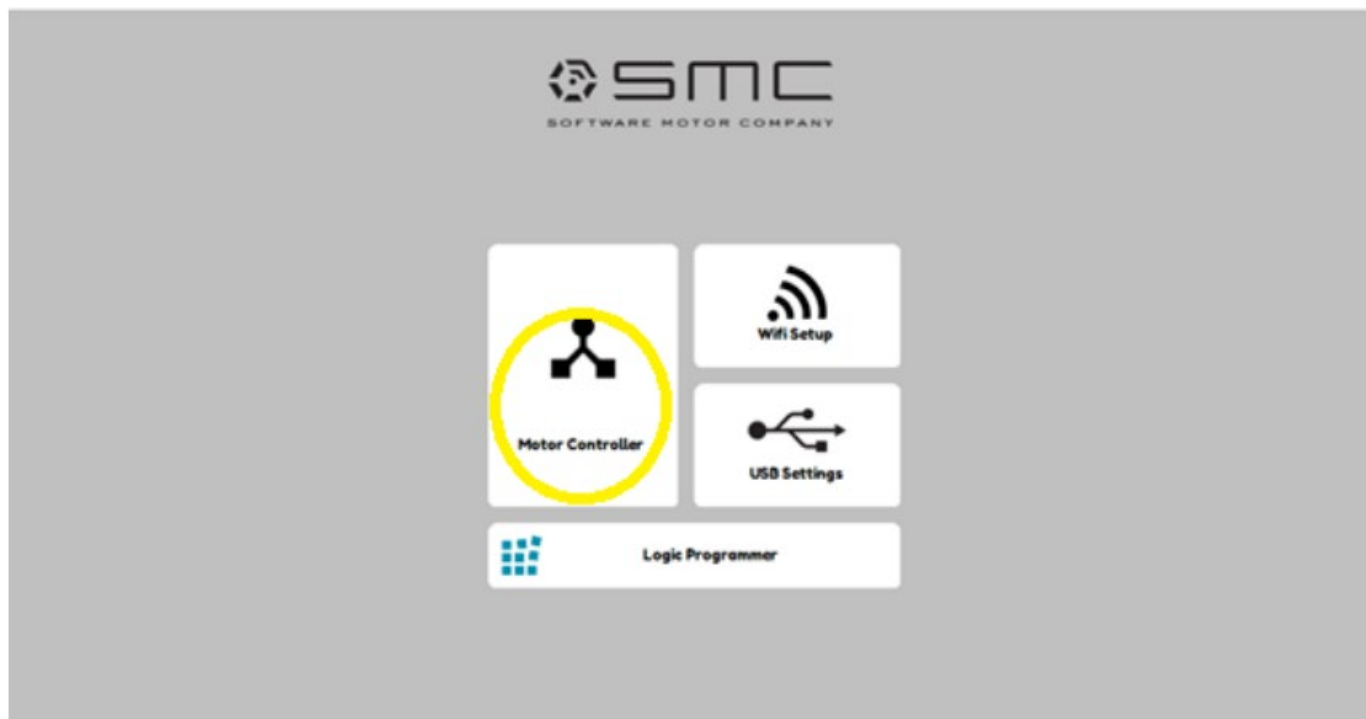 SMC
SOFTWARE MOTOR COMPANY
Motor Controller
Wifi Setup
USB Settings
Logic Programmer